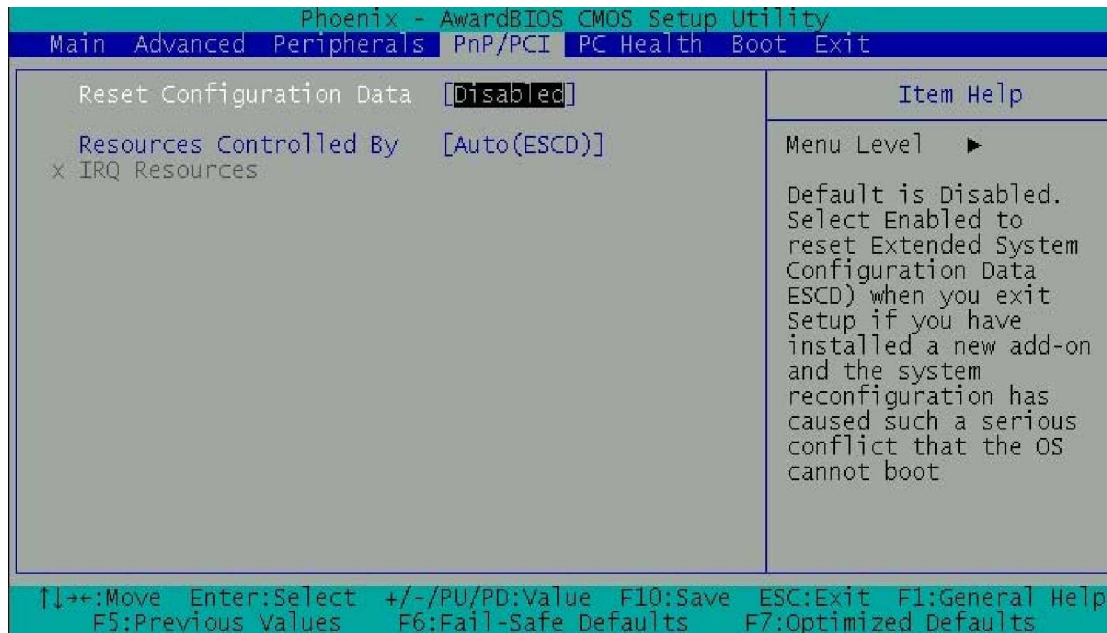 Phoenix - AwardBIOS CMOS Setup Utility
Main Advanced Peripherals PnP/PCI PC Health Boot Exit
Reset Configuration Data [Disabled]
Resources Controlled By [Auto(ESCD)]
x IRQ Resources
Item Help
Menu Level ►
Default is Disabled.
Select Enabled to
reset Extended System
Configuration Data
ESCD) when you exit
Setup if you have
installed a new add-on
and the system
reconfiguration has
caused such a serious
conflict that the OS
cannot boot
↑↓→←:Move Enter:Select +/-/PU/PD:Value F10:Save ESC:Exit F1:General Help
F5:Previous Values F6:Fail-Safe Defaults F7:Optimized Defaults